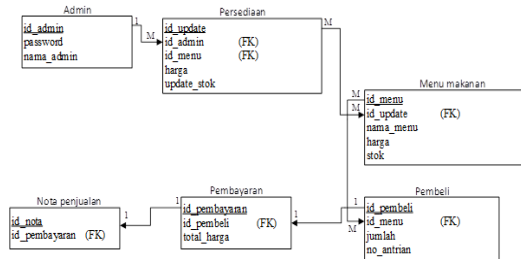 Admin
id_admin
password
nama_admin
1
M
Persediaan
id_update
id_admin (FK)
id_menu (FK)
harga
update_stok
M
Menu makanan
id_menu
id_update (FK)
nama_menu
harga
stok
M
M
Nota penjualan
id_nota
id_pembayaran (FK)
1
1
Pembayaran
id_pembayaran
id_pembeli (FK)
total_harga
1
1
Pembeli
id_pembeli
id_menu (FK)
jumlah
no_antrian
M